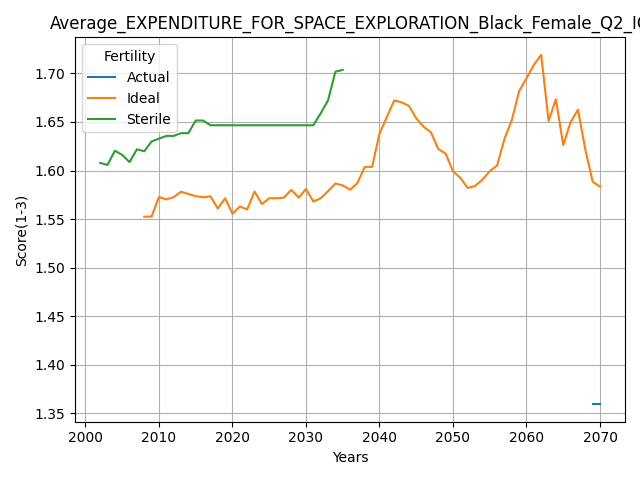 Average_EXPENDITURE_FOR_SPACE_EXPLORATION_Black_Female_Q2_IQ
Fertility
Actual
Ideal
Sterile
Score(1-3)
1.70
1.65
1.60
1.55
1.50
1.45
1.40
1.35
2000 2010 2020 2030 2040 2050 2060 2070
Years